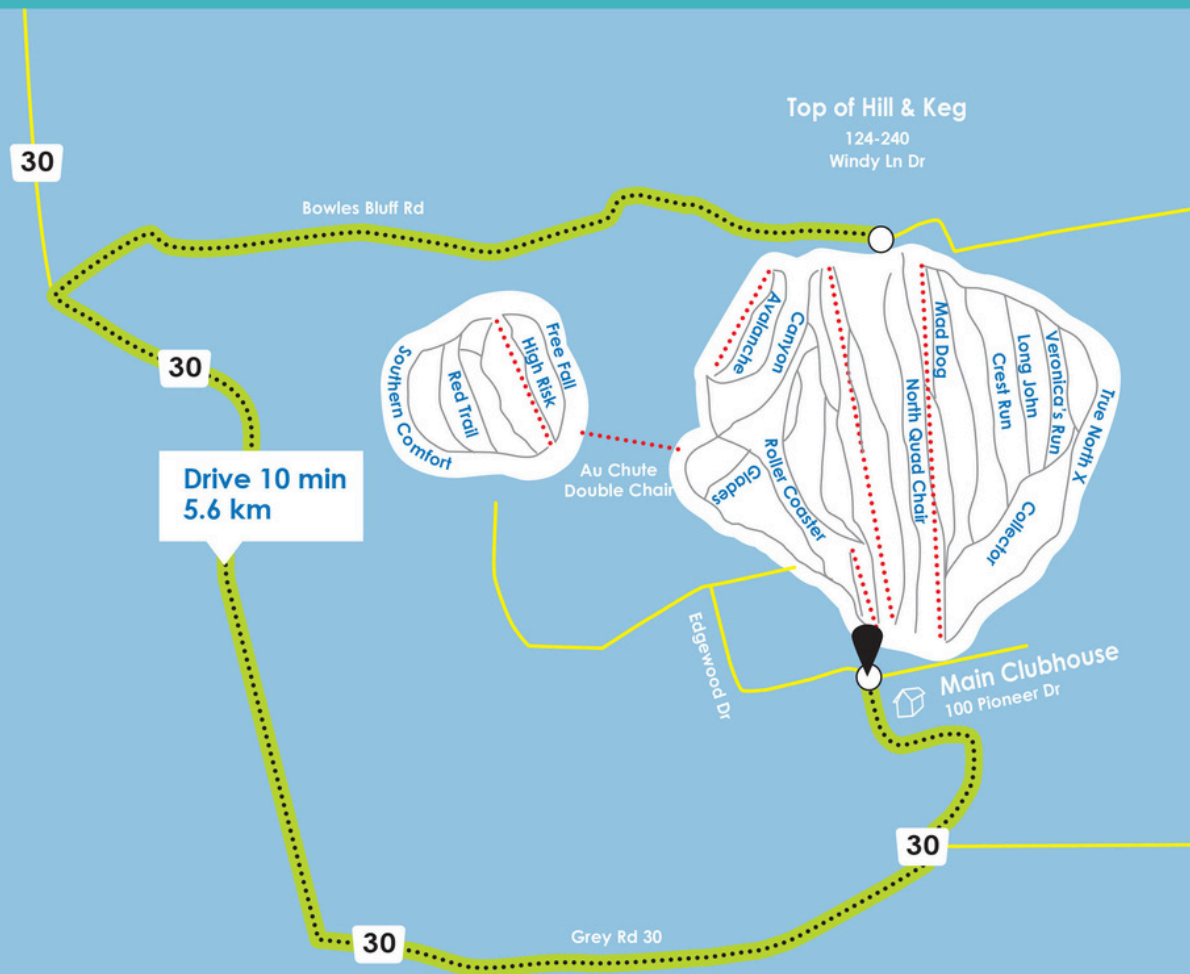 Top of Hill & Keg
124-240
Windy Ln Dr
30
Bowles Bluff Rd
30
Drive 10 min
5.6 km
Southern Comfort
Red Trail
High Risk
Free Fall
Au Chute
Double Chair
Avalanche
Canyon
Glades
Roller Coaster
North Quad Chair
Mad Dog
Crest Run
Long John
Veronica's Run
True North X
Collector
Edgewood Dr
Main Clubhouse
100 Pioneer Dr
30
30
Grey Rd 30